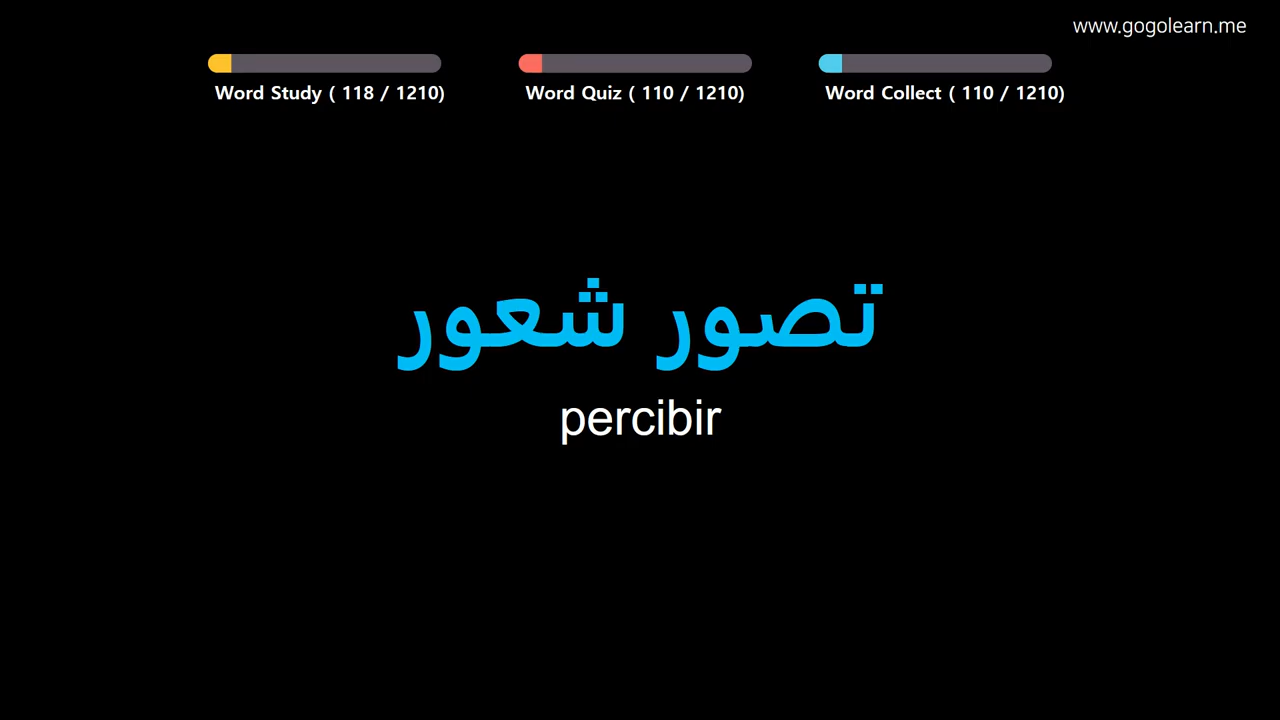 www.gogolearn.me
Word Study ( 118 / 1210)
Word Quiz ( 110 / 1210)
Word Collect ( 110 / 1210)
تصور شعور
percibir